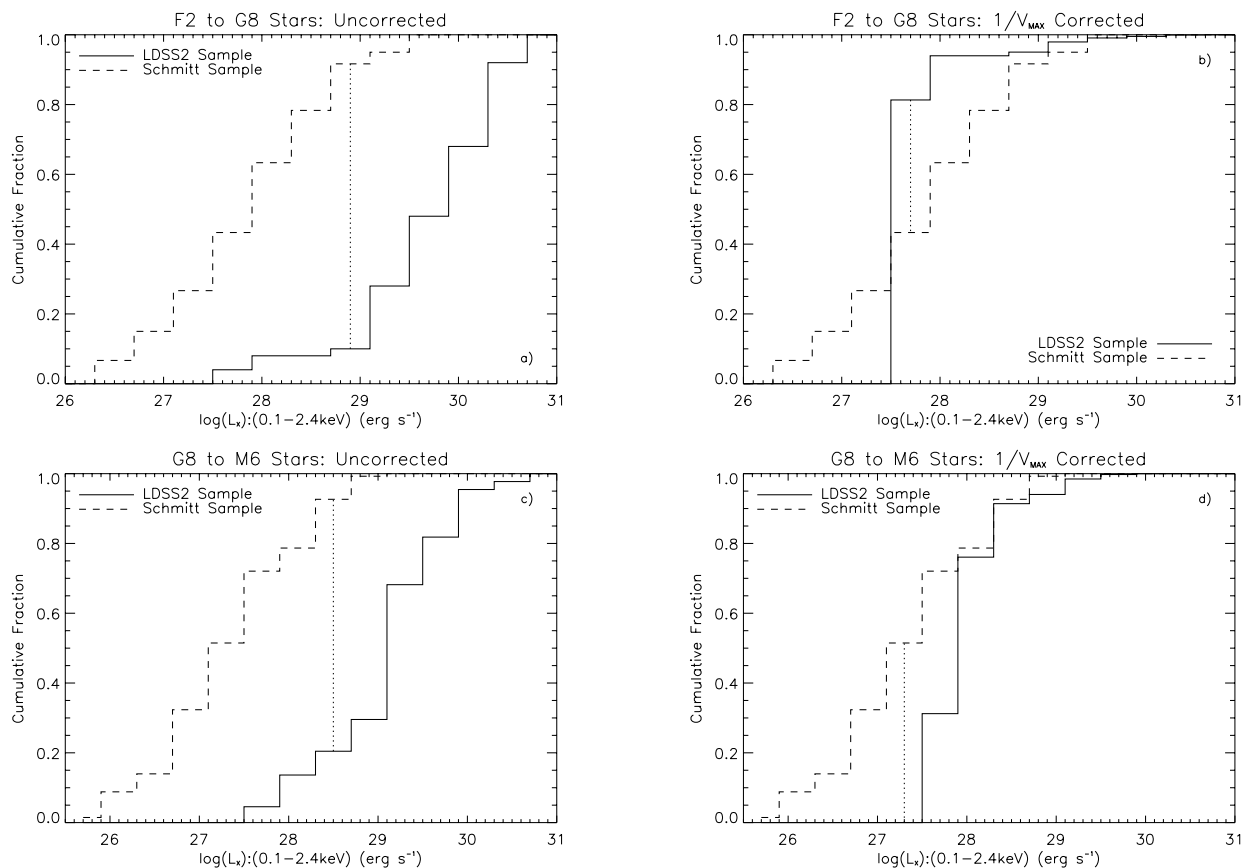 F2 to G8 Stars: Uncorrected
1.0
0.8
0.6
0.4
0.2
0.0
Cumulative Fraction
LDSS2 Sample
Schmitt Sample
a)
26 27 28 29 30 31
log(Lx):(0.1−2.4keV) (erg s⁻¹)
F2 to G8 Stars: 1/VMAX Corrected
1.0
0.8
0.6
0.4
0.2
0.0
Cumulative Fraction
b)
LDSS2 Sample
Schmitt Sample
26 27 28 29 30 31
log(Lx):(0.1−2.4keV) (erg s⁻¹)
G8 to M6 Stars: Uncorrected
1.0
0.8
0.6
0.4
0.2
0.0
Cumulative Fraction
LDSS2 Sample
Schmitt Sample
c)
26 27 28 29 30 31
log(Lx):(0.1−2.4keV) (erg s⁻¹)
G8 to M6 Stars: 1/VMAX Corrected
1.0
0.8
0.6
0.4
0.2
0.0
Cumulative Fraction
LDSS2 Sample
Schmitt Sample
d)
26 27 28 29 30 31
log(Lx):(0.1−2.4keV) (erg s⁻¹)